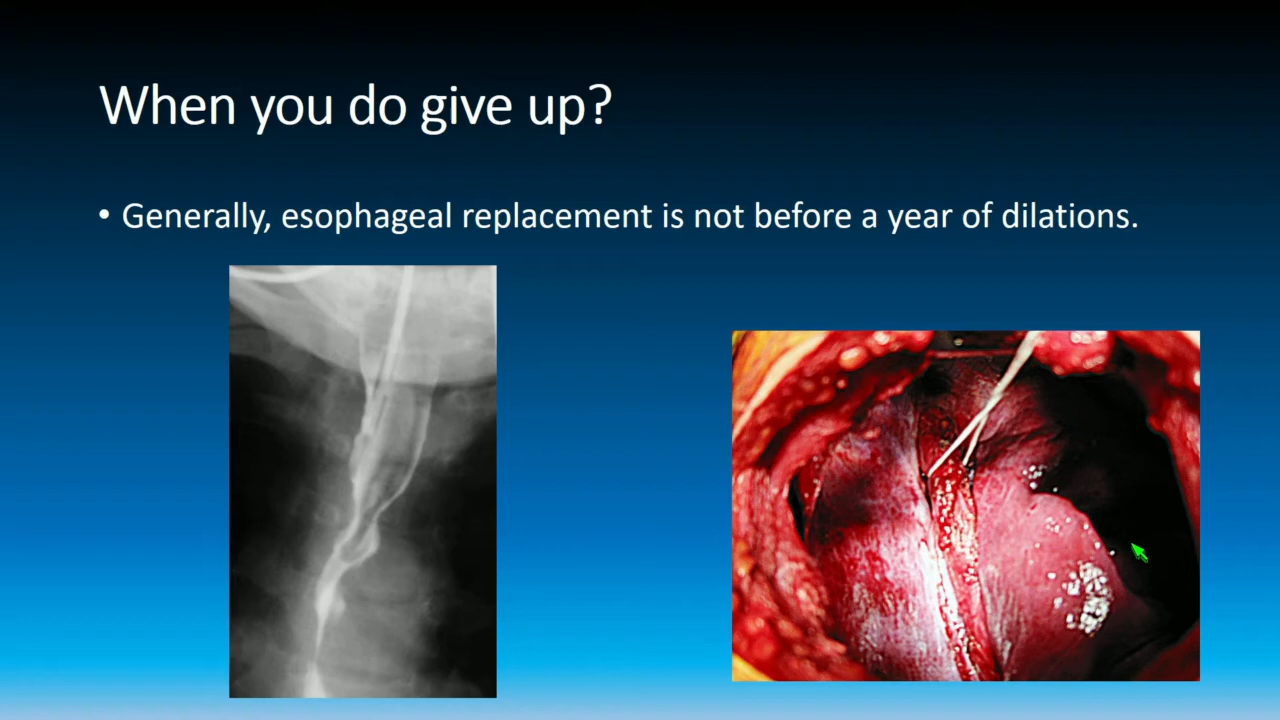 When you do give up?
• Generally, esophageal replacement is not before a year of dilations.